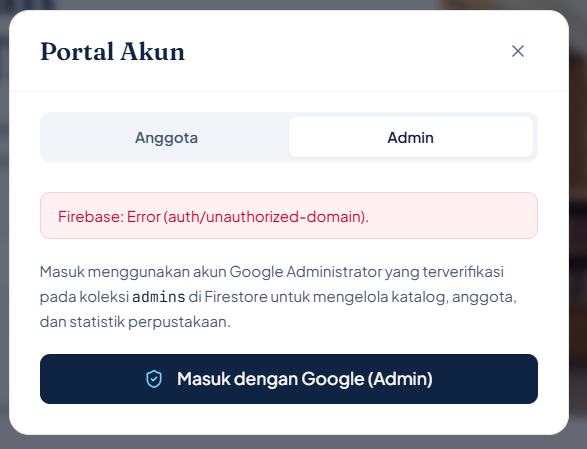 Portal Akun
Anggota
Admin
Firebase: Error (auth/unauthorized-domain).
Masuk menggunakan akun Google Administrator yang terverifikasi
pada koleksi admins di Firestore untuk mengelola katalog, anggota,
dan statistik perpustakaan.
Masuk dengan Google (Admin)